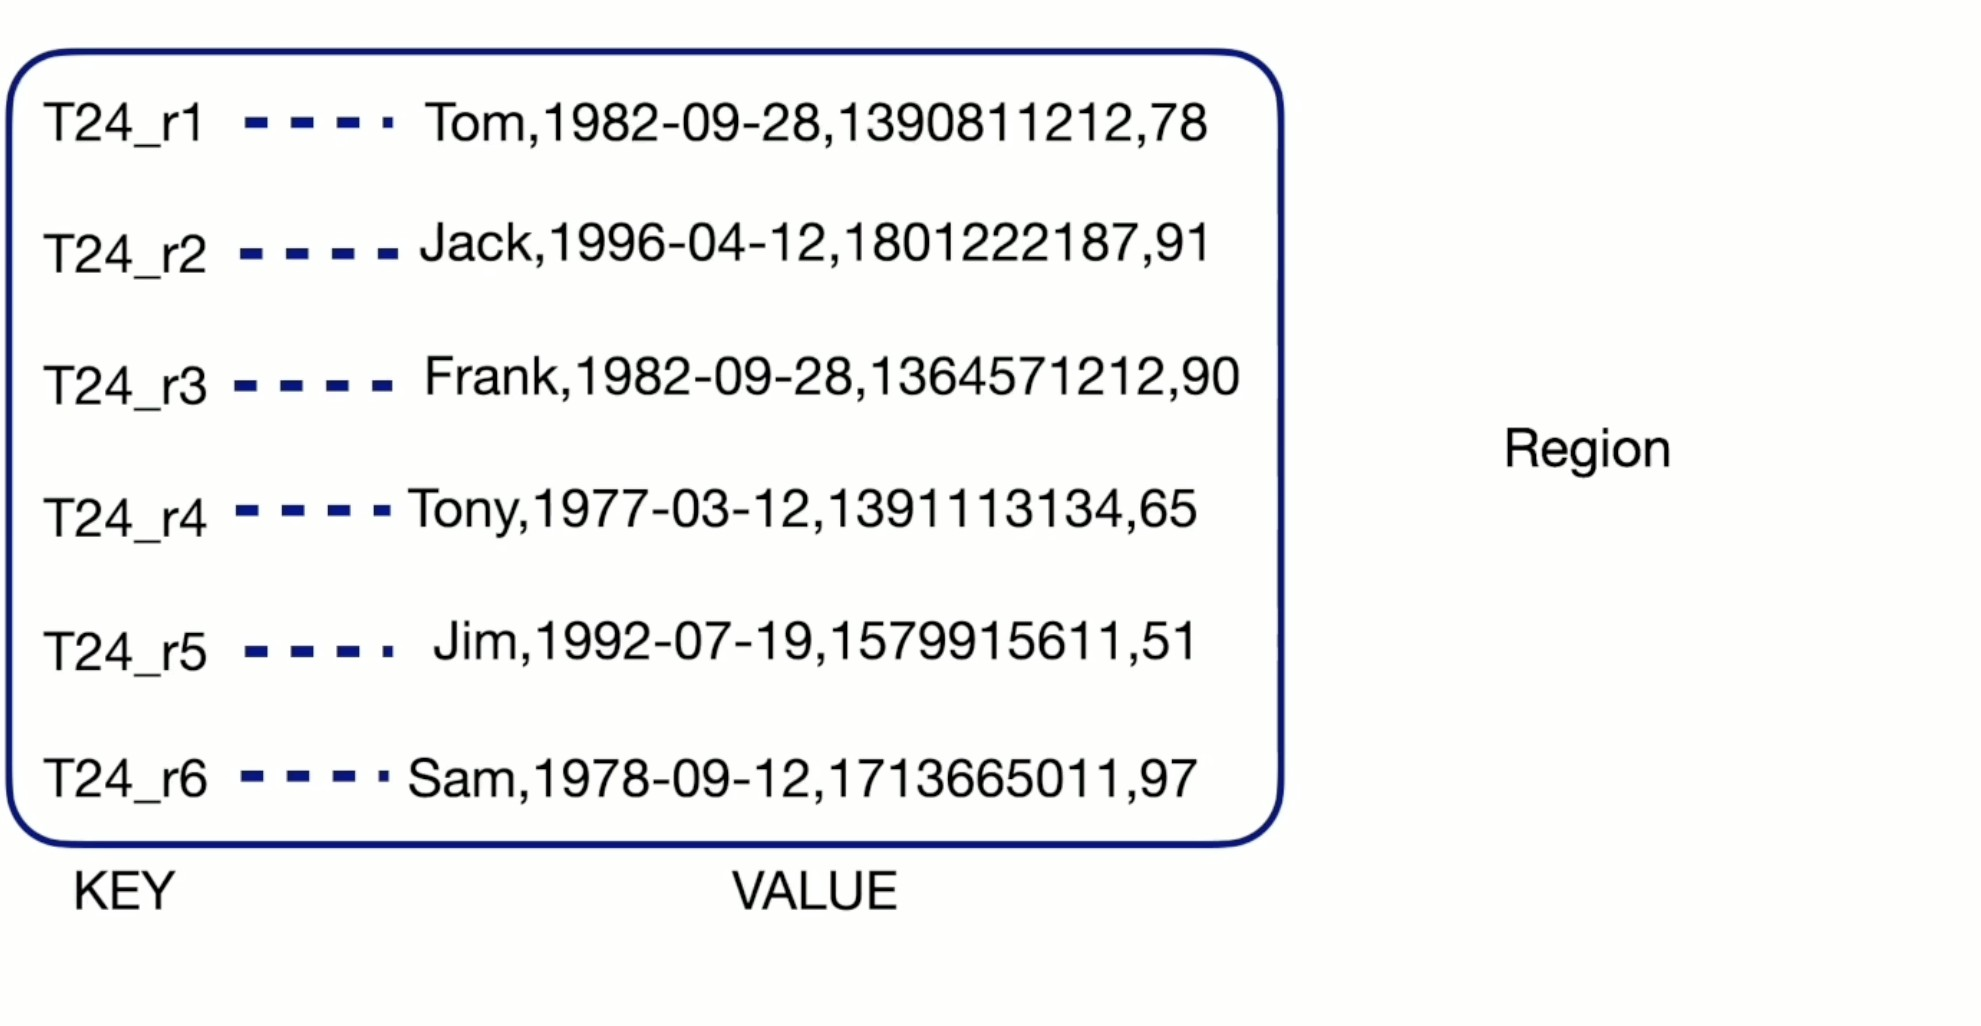 T24_r1 Tom,1982-09-28,1390811212,78
T24_r2 Jack,1996-04-12,1801222187,91
T24_r3 Frank,1982-09-28,1364571212,90
Region
T24_r4 Tony,1977-03-12,1391113134,65
T24_r5 Jim,1992-07-19,1579915611,51
T24_r6 Sam,1978-09-12,1713665011,97
KEY VALUE